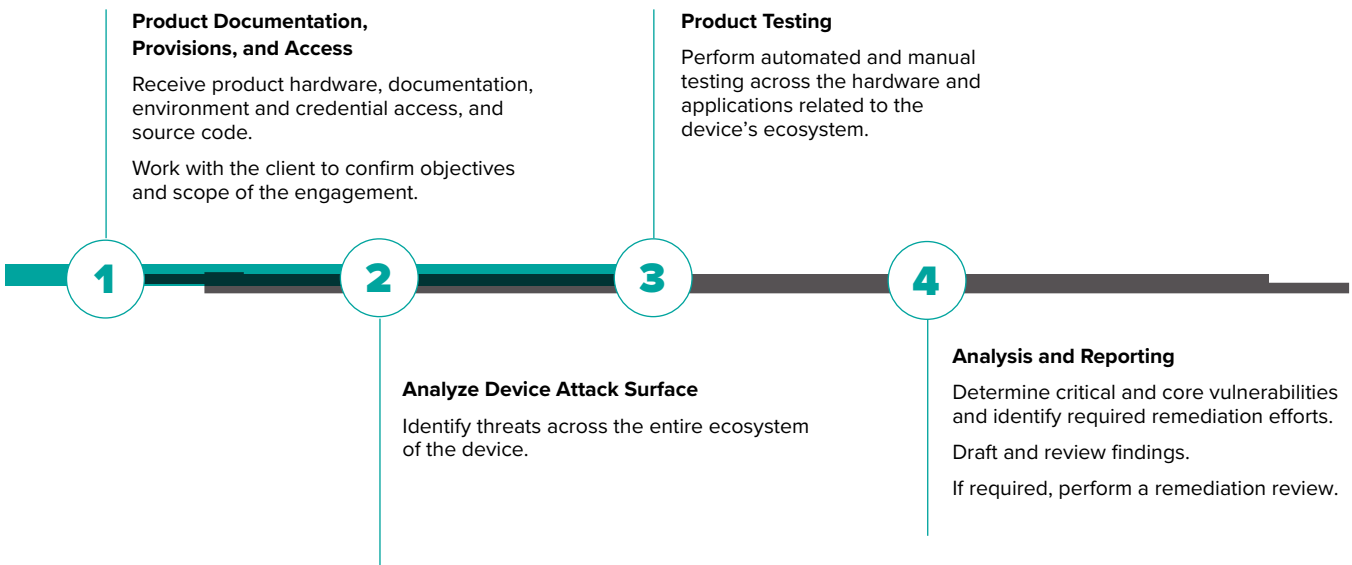 1
Product Documentation,
Provisions, and Access
Receive product hardware, documentation,
environment and credential access, and
source code.
Work with the client to confirm objectives
and scope of the engagement.
2
Analyze Device Attack Surface
Identify threats across the entire ecosystem
of the device.
3
Product Testing
Perform automated and manual
testing across the hardware and
applications related to the
device’s ecosystem.
4
Analysis and Reporting
Determine critical and core vulnerabilities
and identify required remediation efforts.
Draft and review findings.
If required, perform a remediation review.